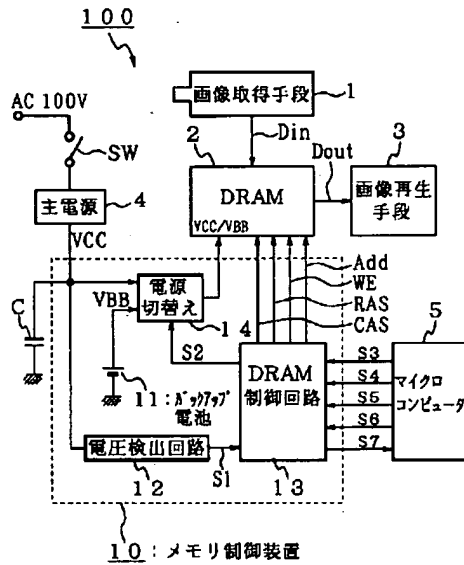 100
AC 100V
SW
主電源
4
VCC
画像取得手段
1
Din
2
DRAM
VCC/VBB
Dout
3
画像再生
手段
C
VBB
電源
切替え
14
S2
11：バックアップ
電池
Add
WE
RAS
CAS
DRAM
制御回路
13
5
マイクロ
コンピュータ
S3
S4
S5
S6
S7
電圧検出回路
12
S1
10：メモリ制御装置